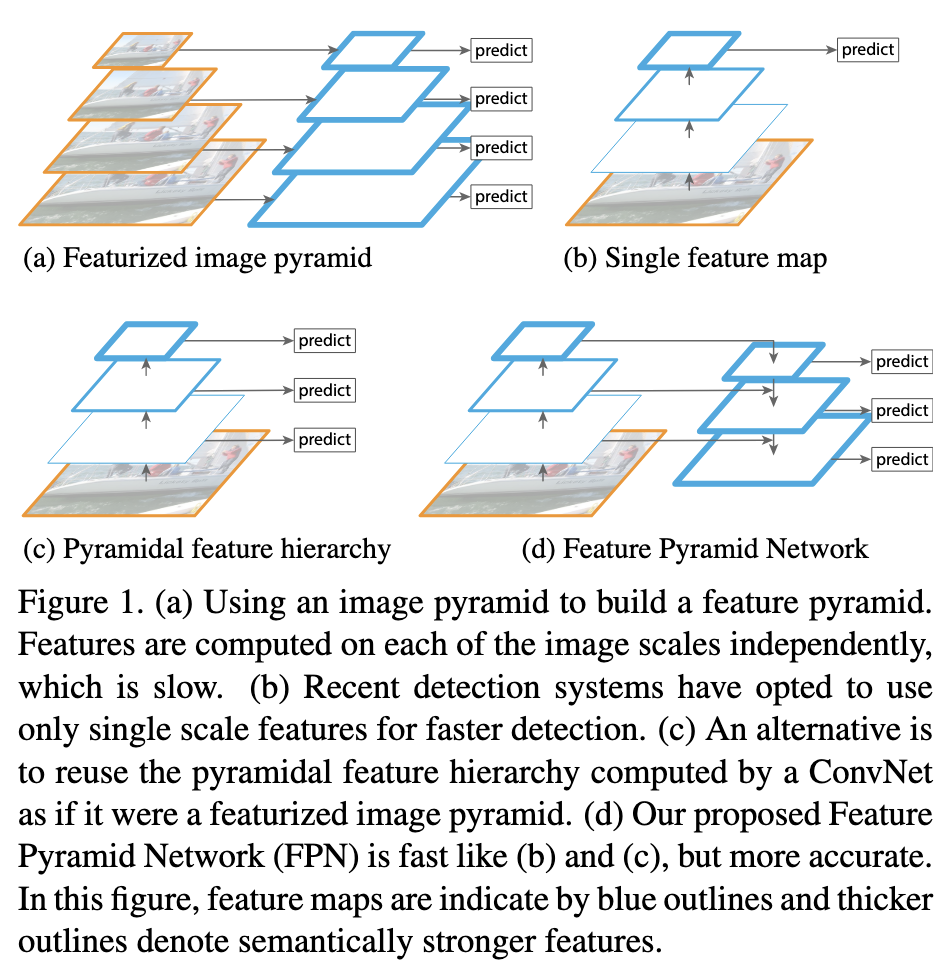 predict
predict
predict
predict
predict
(a) Featurized image pyramid
(b) Single feature map
predict
predict
predict
predict
predict
predict
(c) Pyramidal feature hierarchy
(d) Feature Pyramid Network
Figure 1. (a) Using an image pyramid to build a feature pyramid.
Features are computed on each of the image scales independently,
which is slow. (b) Recent detection systems have opted to use
only single scale features for faster detection. (c) An alternative is
to reuse the pyramidal feature hierarchy computed by a ConvNet
as if it were a featurized image pyramid. (d) Our proposed Feature
Pyramid Network (FPN) is fast like (b) and (c), but more accurate.
In this figure, feature maps are indicate by blue outlines and thicker
outlines denote semantically stronger features.